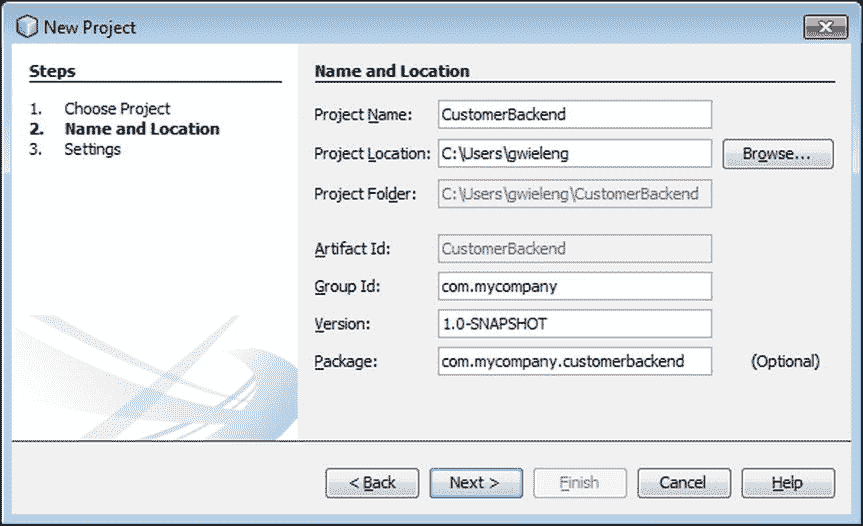 New Project
Steps
1. Choose Project
2. Name and Location
3. Settings
Name and Location
Project Name: CustomerBackend
Project Location: C:\Users\gwieleng Browse...
Project Folder: C:\Users\gwieleng\CustomerBackend
Artifact Id: CustomerBackend
Group Id: com.mycompany
Version: 1.0-SNAPSHOT
Package: com.mycompany.customerbackend (Optional)
< Back Next > Finish Cancel Help